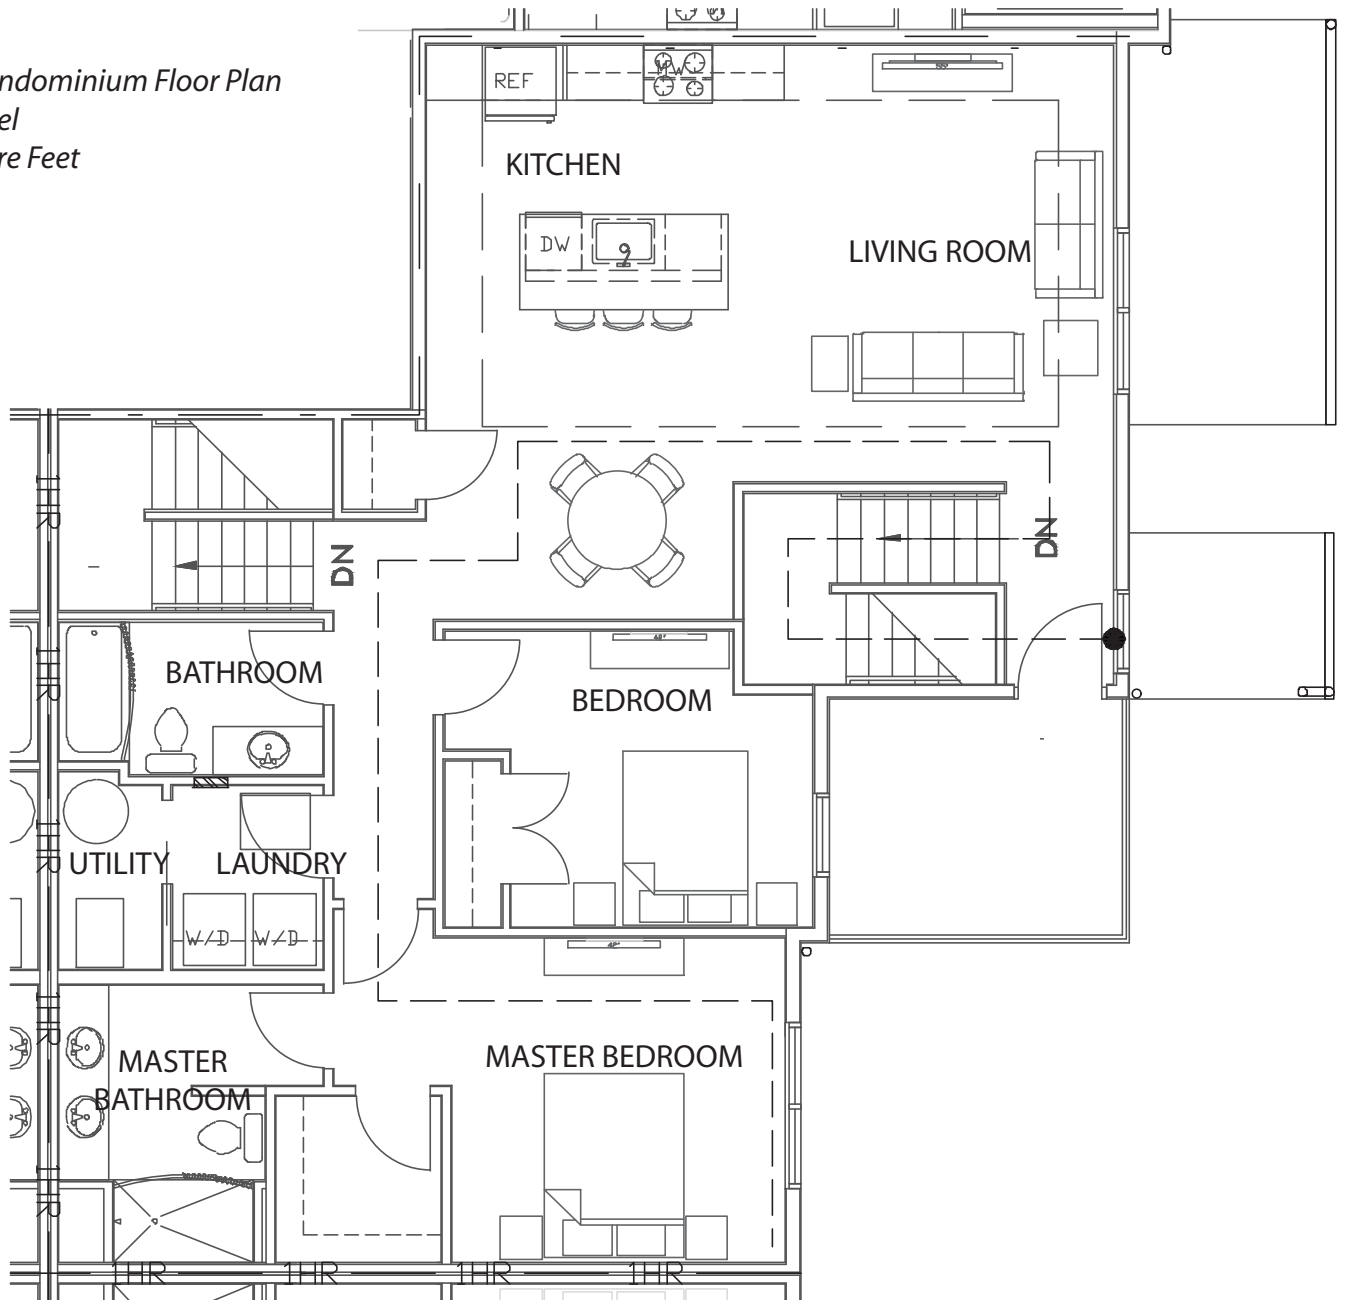 ndominium Floor Plan
el
re Feet
REF
MW
KITCHEN
DW
LIVING ROOM
1HR
DN
DN
BATHROOM
BEDROOM
1HR
1HR
UTILITY
LAUNDRY
W/D
W/D
1HR
MASTER
BATHROOM
MASTER BEDROOM
1HR
1HR
1HR
1HR
1HR